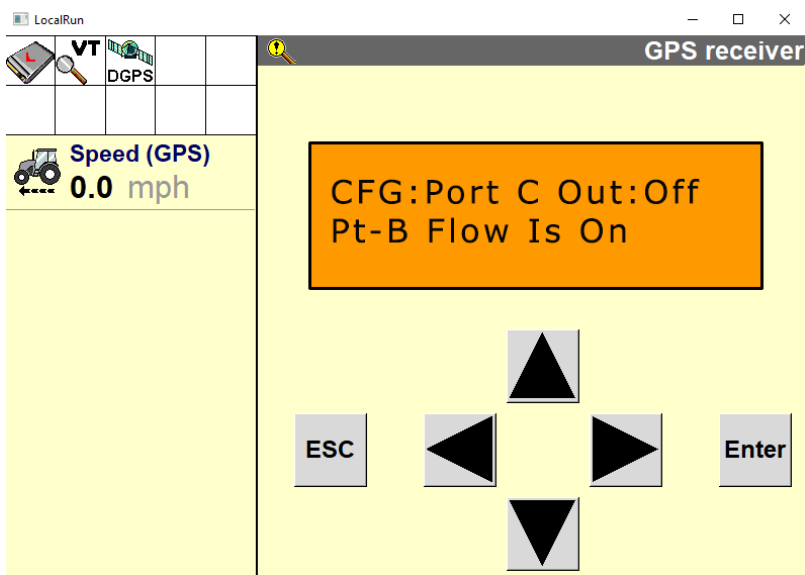 LocalRun
VT
L
DGPS
GPS receiver
Speed (GPS)
0.0 mph
CFG:Port C Out:Off
Pt-B Flow Is On
ESC
Enter